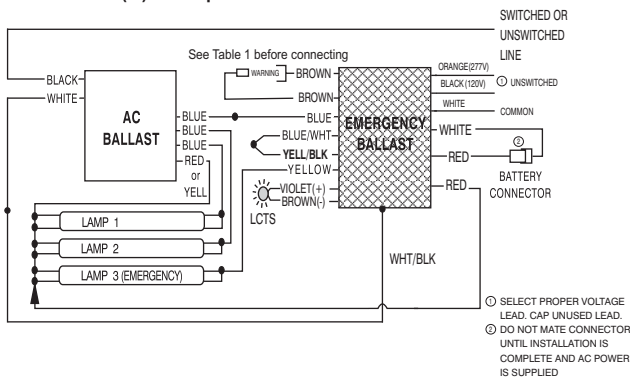 SWITCHED OR
UNSWITCHED
LINE
See Table 1 before connecting
BLACK
WHITE
AC
BALLAST
BLUE
BLUE
BLUE
RED
or
YELL
WARNING
BROWN
BROWN
BLUE
BLUE/WHT
YELL/BLK
YELLOW
VIOLET(+)
BROWN(-)
LCTS
EMERGENCY
BALLAST
ORANGE(277V)
BLACK (120V)
① UNSWITCHED
WHITE
COMMON
WHITE
②
RED
BATTERY
CONNECTOR
RED
LAMP 1
LAMP 2
LAMP 3 (EMERGENCY)
WHT/BLK
① SELECT PROPER VOLTAGE
LEAD. CAP UNUSED LEAD.
② DO NOT MATE CONNECTOR
UNTIL INSTALLATION IS
COMPLETE AND AC POWER
IS SUPPLIED